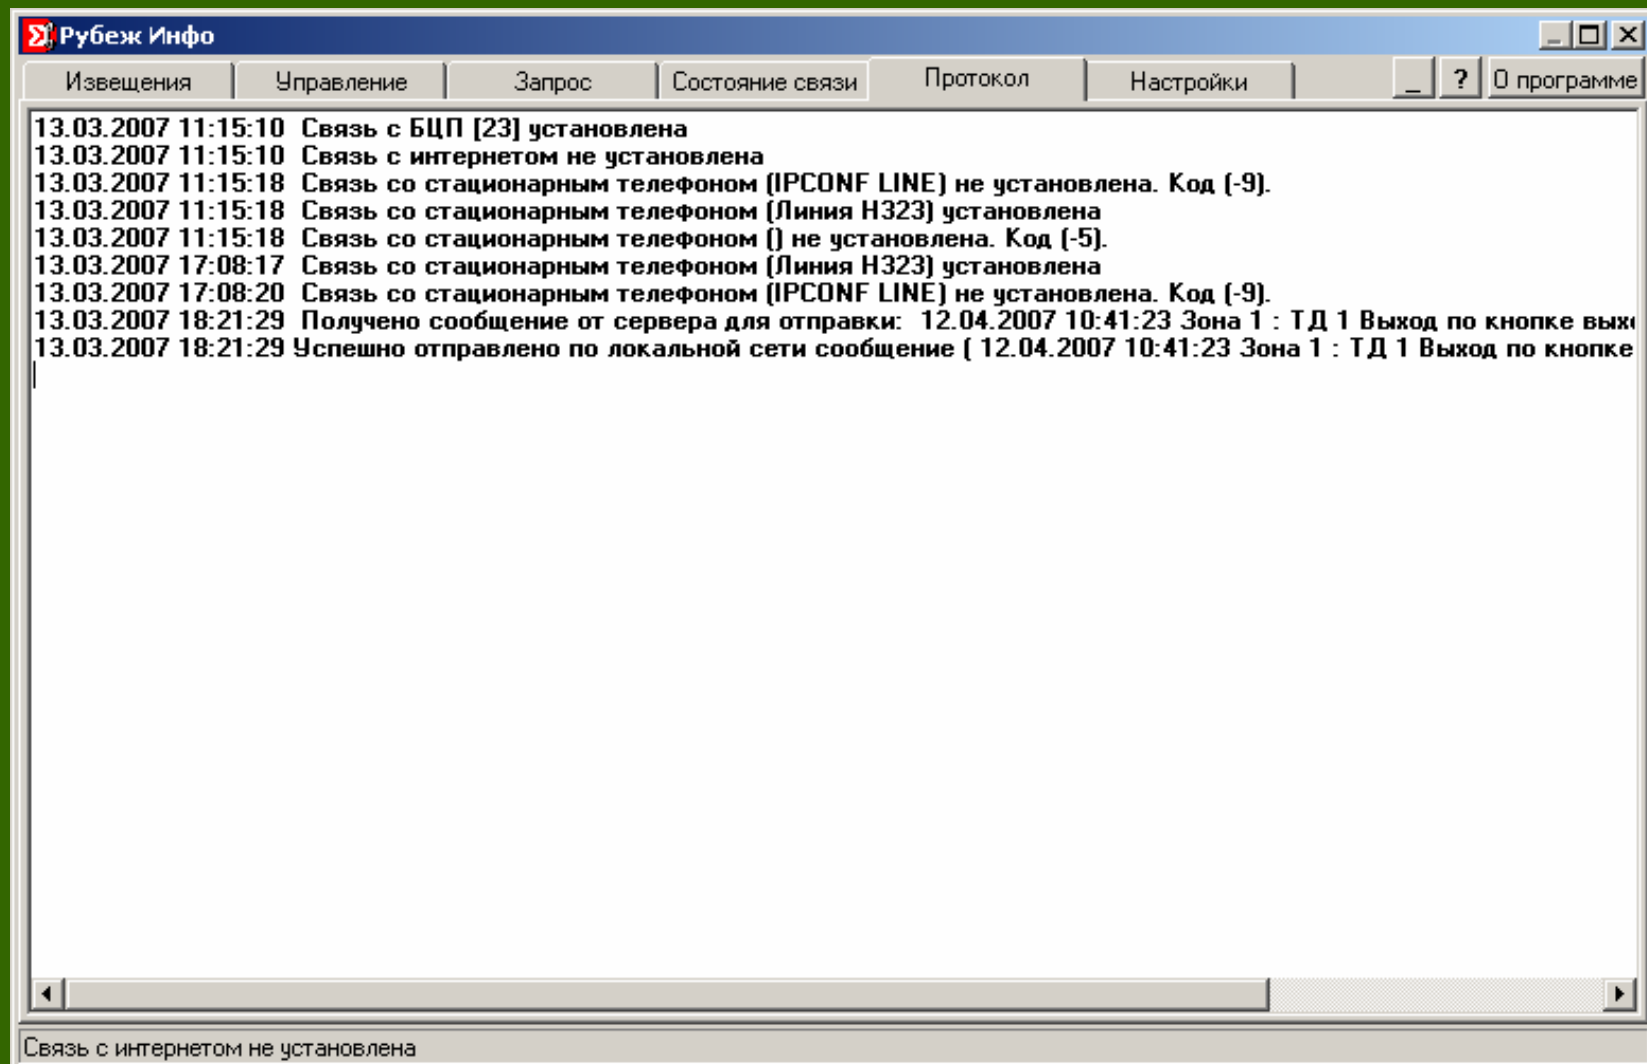 Рубеж Инфо
Извещения Управление Запрос Состояние связи Протокол Настройки _ ? О программе
13.03.2007 11:15:10 Связь с БЦП [23] установлена
13.03.2007 11:15:10 Связь с интернетом не установлена
13.03.2007 11:15:18 Связь со стационарным телефоном (IPCONF LINE) не установлена. Код (-9).
13.03.2007 11:15:18 Связь со стационарным телефоном (Линия H323) установлена
13.03.2007 11:15:18 Связь со стационарным телефоном () не установлена. Код (-5).
13.03.2007 17:08:17 Связь со стационарным телефоном (Линия H323) установлена
13.03.2007 17:08:20 Связь со стационарным телефоном (IPCONF LINE) не установлена. Код (-9).
13.03.2007 18:21:29 Получено сообщение от сервера для отправки: 12.04.2007 10:41:23 Зона 1 : ТД 1 Выход по кнопке
13.03.2007 18:21:29 Успешно отправлено по локальной сети сообщение ( 12.04.2007 10:41:23 Зона 1 : ТД 1 Выход по кнопке
Связь с интернетом не установлена